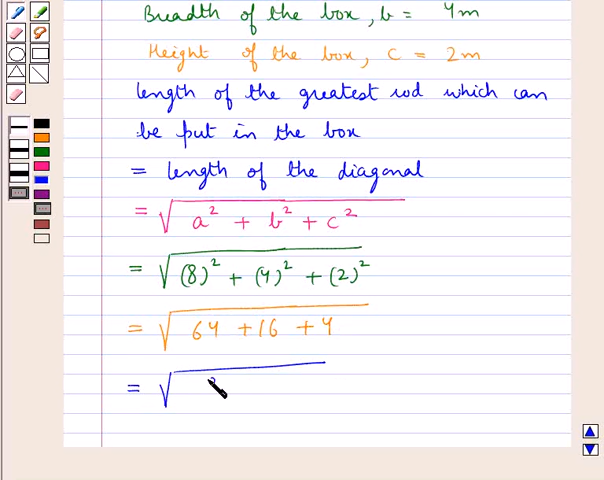 Breadth of the box, b = 4m
Height of the box, c = 2m
length of the greatest rod which can
be put in the box
= length of the diagonal
= √a² + b² + c²
= √(8)² + (4)² + (2)²
= √64 + 16 + 4
= √